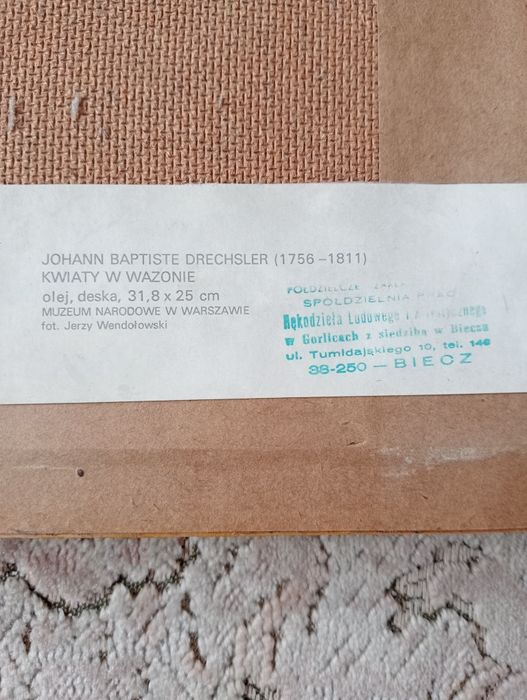 JOHANN BAPTISTE DRECHSLER (1756–1811)
KWIATY W WAZONIE
olej, deska, 31,8 x 25 cm
MUZEUM NARODOWE W WARSZAWIE
fot. Jerzy Wendołowski
SPÓŁDZIELNIA PRACY
Rękodzieła Ludowego i
w Gorlicach z siedzibą w Bieczu
ul. Tumidajskiego 10, tel. 146
38-250 — BIECZ